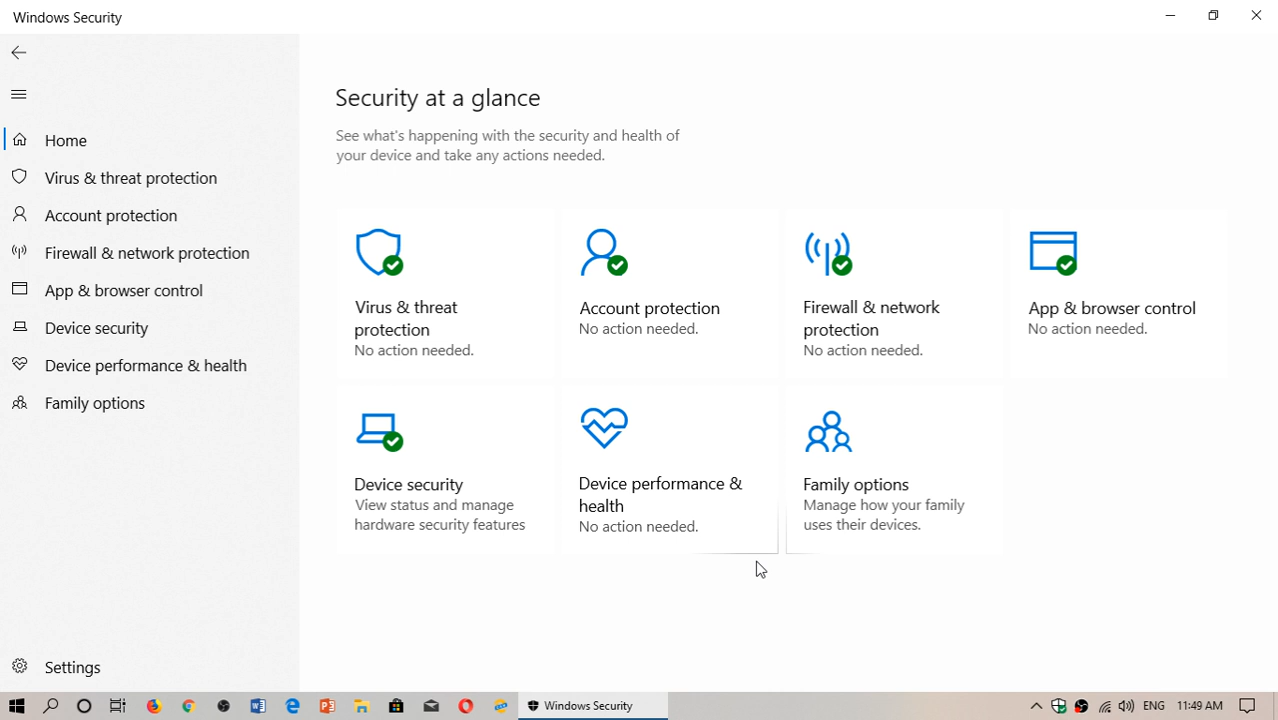 Windows Security
Home
Virus & threat protection
Account protection
Firewall & network protection
App & browser control
Device security
Device performance & health
Family options
Settings
Security at a glance
See what's happening with the security and health of
your device and take any actions needed.
Virus & threat
protection
No action needed.
Account protection
No action needed.
Firewall & network
protection
No action needed.
App & browser control
No action needed.
Device security
View status and manage
hardware security features
Device performance &
health
No action needed.
Family options
Manage how your family
uses their devices.
Windows Security
ENG
11:49 AM